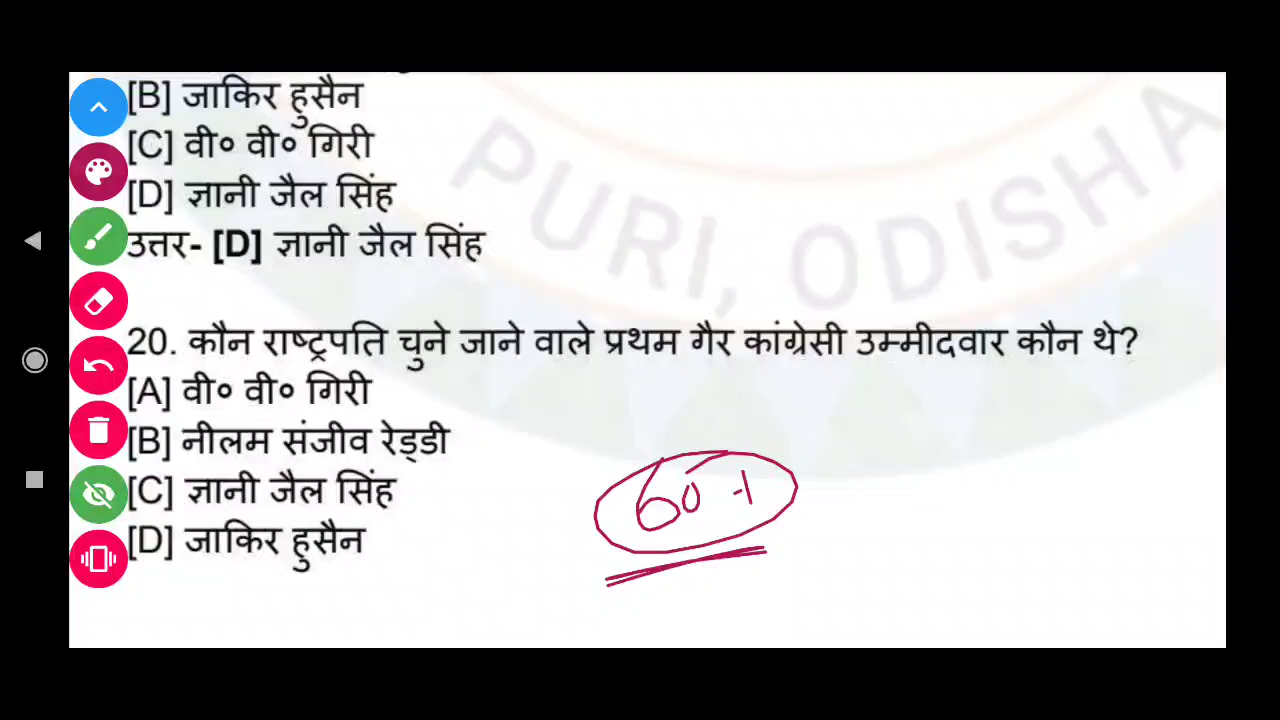 [B] जाकिर हुसैन
[C] वी० वी० गिरी
[D] ज्ञानी जैल सिंह
उत्तर- [D] ज्ञानी जैल सिंह
PURI, ODISHA
20. कौन राष्ट्रपति चुने जाने वाले प्रथम गैर कांग्रेसी उम्मीदवार कौन थे?
[A] वी० वी० गिरी
[B] नीलम संजीव रेड्डी
[C] ज्ञानी जैल सिंह
[D] जाकिर हुसैन